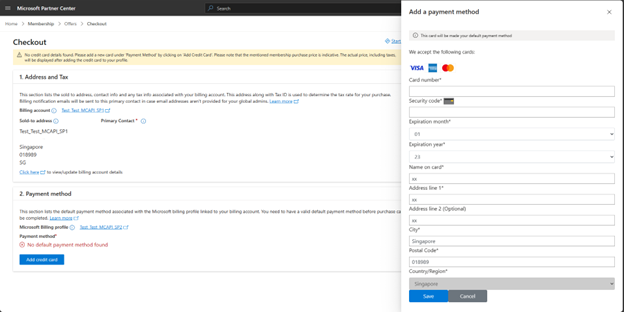 Microsoft Partner Center
Search
Home > Membership > Offers > Checkout
Checkout
No credit card details found. Please add a new card under 'Payment Method' by clicking on 'Add Credit Card'. Please note that the mentioned membership purchase price is indicative. The actual price, including taxes,
will be displayed after adding the credit card to your profile.
1. Address and Tax
This section lists the sold to address, contact info and any tax info associated with your billing account. This address along with Tax ID is used to determine the tax rate for your purchase.
Billing notification emails will be sent to this primary contact in case email addresses aren't provided for your global admins. Learn more
Billing account Test_Test_MCAPI_SP1
Sold-to address Primary Contact *
Test_Test_MCAPI_SP1
Singapore
018989
SG
Click here to view/update billing account details
2. Payment method
This section lists the default payment method associated with the Microsoft billing profile linked to your billing account. You need to have a valid default payment method before purchase ca
be completed. Learn more
Microsoft Billing profile Test_Test_MCAPI_SP2
Payment method*
No default payment method found
Add credit card
Add a payment method
This card will be made your default payment method
We accept the following cards:
VISA
Card number*
Security code*
Expiration month*
01
Expiration year*
23
Name on card*
xx
Address line 1*
xx
Address line 2 (Optional)
xx
City*
Singapore
Postal Code*
018989
Country/Region*
Singapore
Save Cancel